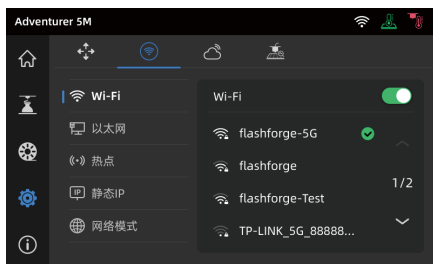 Adventurer 5M
Wi-Fi
以太网
热点
IP 静态IP
网络模式
Wi-Fi
flashforge-5G
flashforge
flashforge-Test
TP-LINK_5G_88888...
1/2